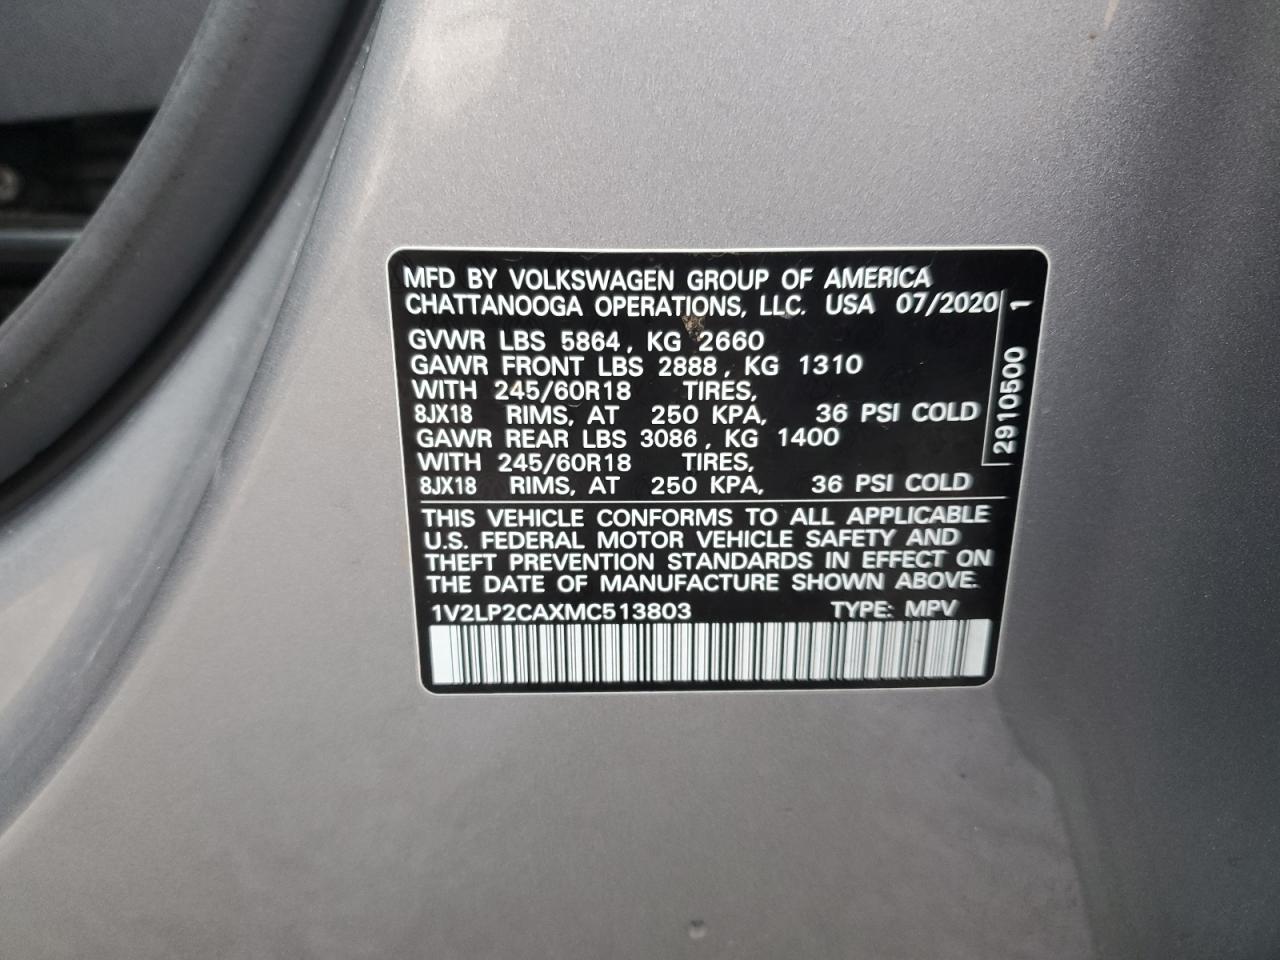 MFD BY VOLKSWAGEN GROUP OF AMERICA
CHATTANOOGA OPERATIONS, LLC. USA 07/2020
GVWR LBS 5864, KG 2660
GAWR FRONT LBS 2888, KG 1310
WITH 245/60R18 TIRES,
8JX18 RIMS, AT 250 KPA, 36 PSI COLD
GAWR REAR LBS 3086, KG 1400
WITH 245/60R18 TIRES,
8JX18 RIMS, AT 250 KPA, 36 PSI COLD
2910500 1
THIS VEHICLE CONFORMS TO ALL APPLICABLE
U.S. FEDERAL MOTOR VEHICLE SAFETY AND
THEFT PREVENTION STANDARDS IN EFFECT ON
THE DATE OF MANUFACTURE SHOWN ABOVE.
1V2LP2CAXMC513803 TYPE: MPV